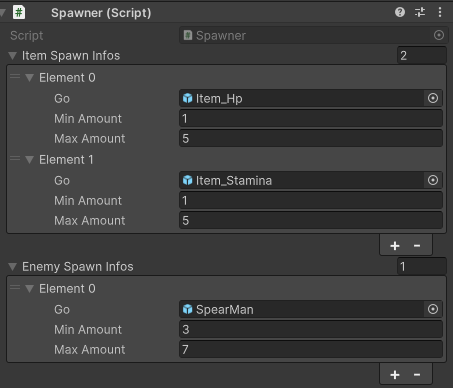 Spawner (Script)
Script Spawner
Item Spawn Infos 2
Element 0
Go Item_Hp
Min Amount 1
Max Amount 5
Element 1
Go Item_Stamina
Min Amount 1
Max Amount 5
+ -
Enemy Spawn Infos 1
Element 0
Go SpearMan
Min Amount 3
Max Amount 7
+ -